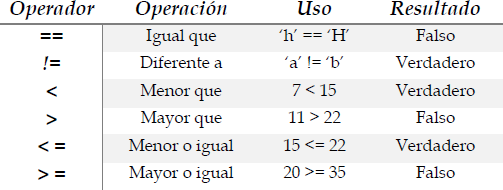 Operador Operación Uso Resultado
== Igual que ‘h’ == ‘H’ Falso
!= Diferente a ‘a’ != ‘b’ Verdadero
< Menor que 7 < 15 Verdadero
> Mayor que 11 > 22 Falso
< = Menor o igual 15 <= 22 Verdadero
> = Mayor o igual 20 >= 35 Falso